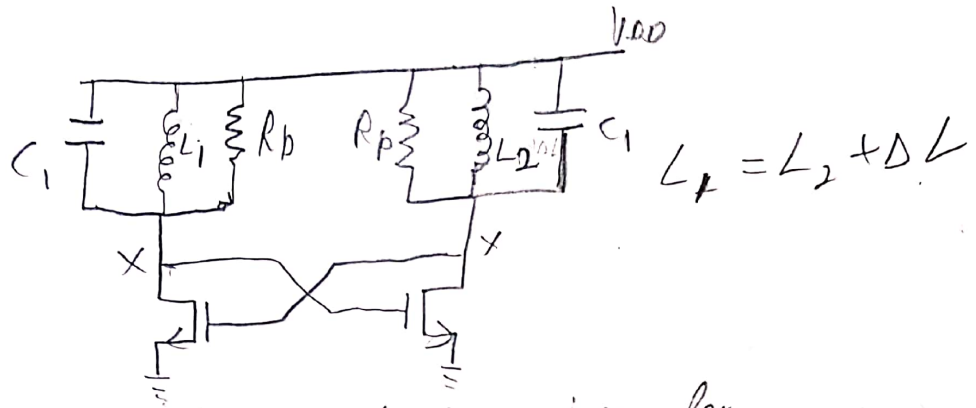 VDD
C₁ L₁ Rp Rp L₂ C₁
L₁ = L₂ + ΔL
X X